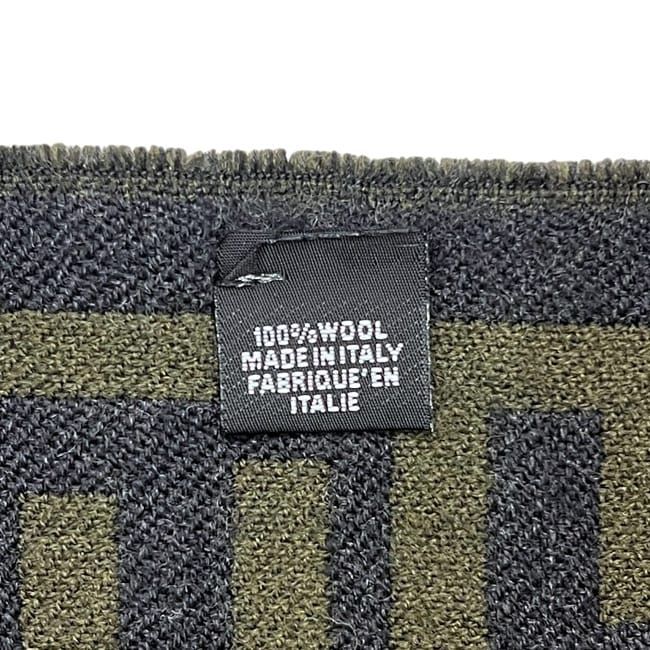 100% WOOL
MADE IN ITALY
FABRIQUE' EN
ITALIE